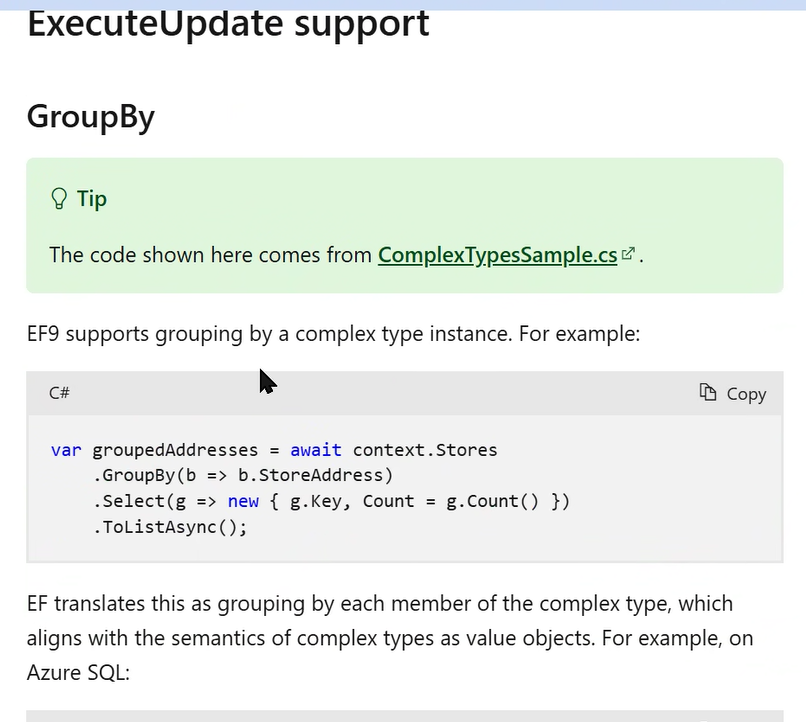 ExecuteUpdate support
GroupBy
Tip
The code shown here comes from ComplexTypesSample.cs.
EF9 supports grouping by a complex type instance. For example:
C#
Copy
var groupedAddresses = await context.Stores
    .GroupBy(b => b.StoreAddress)
    .Select(g => new { g.Key, Count = g.Count() })
    .ToListAsync();
EF translates this as grouping by each member of the complex type, which
aligns with the semantics of complex types as value objects. For example, on
Azure SQL: